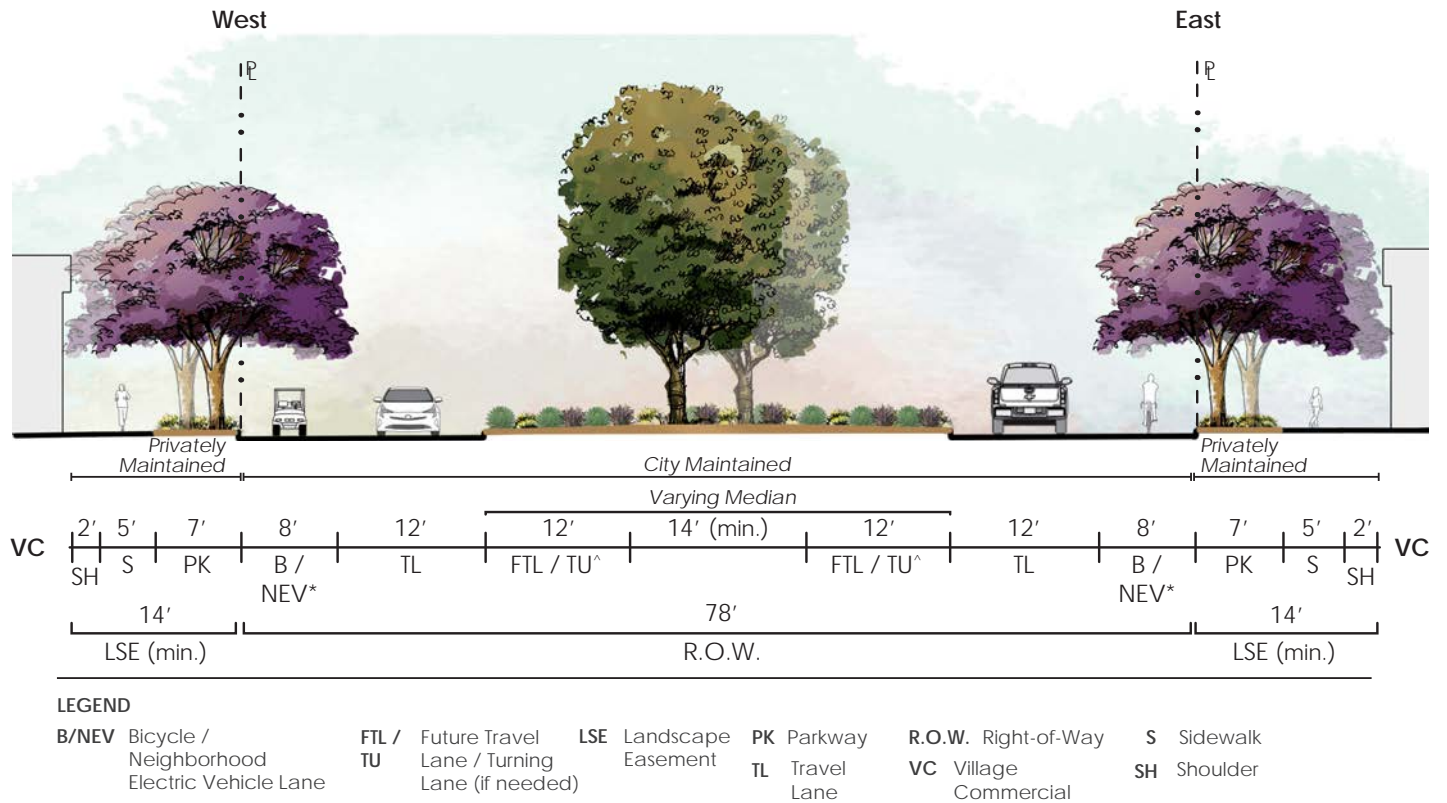 West
East
PL
PL
Privately
Maintained
City Maintained
Privately
Maintained
Varying Median
VC
2’
5’
7’
8’
12’
12’
14’ (min.)
12’
12’
8’
7’
5’
2’
VC
SH
S
PK
B /
NEV*
TL
FTL / TU^
FTL / TU^
TL
B /
NEV*
PK
S
SH
14’
78’
14’
LSE (min.)
R.O.W.
LSE (min.)
LEGEND
B/NEV Bicycle /
Neighborhood
Electric Vehicle Lane
FTL /
TU
Future Travel
Lane / Turning
Lane (if needed)
LSE Landscape
Easement
PK Parkway
TL Travel
Lane
R.O.W. Right-of-Way
VC Village
Commercial
S Sidewalk
SH Shoulder